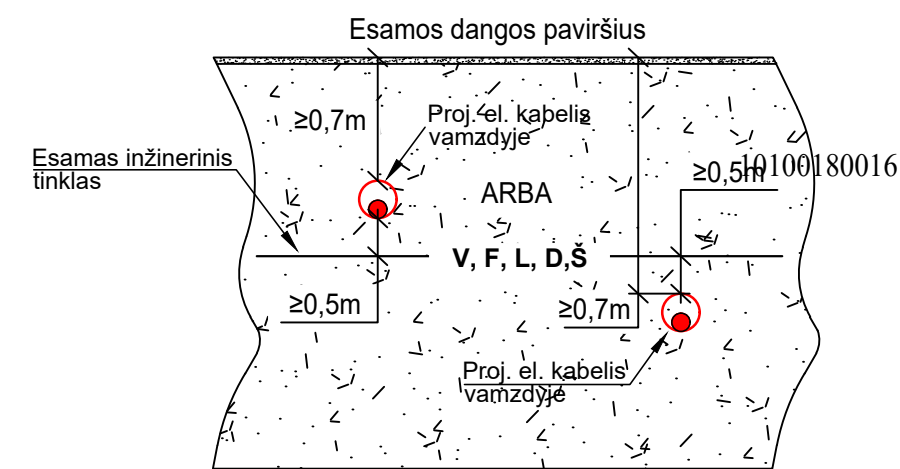 Esamos dangos paviršius
≥0,7m
Proj. el. kabelis
vamzdyje
Esamas inžinerinis
tinklas
ARBA
≥0,5m
10100180016
V, F, L, D,Š
≥0,5m
≥0,7m
Proj. el. kabelis
vamzdyje